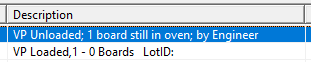 Description
VP Unloaded; 1 board still in oven; by Engineer
VP Loaded,1 - 0 Boards   LotID: